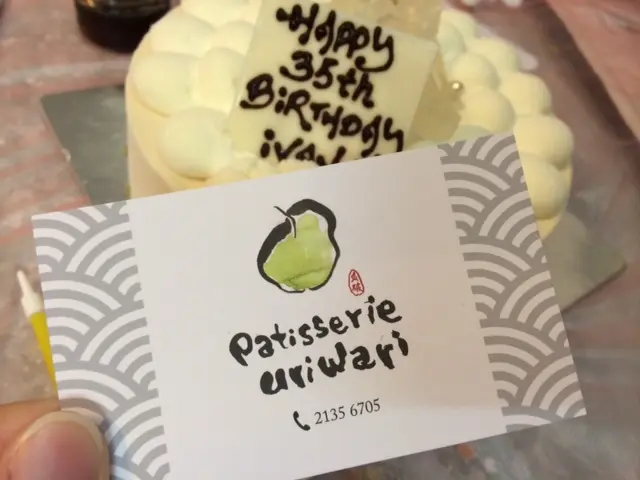 HAPPY
35th
BiRTHDAY
patisserie
uriwari
2135 6705